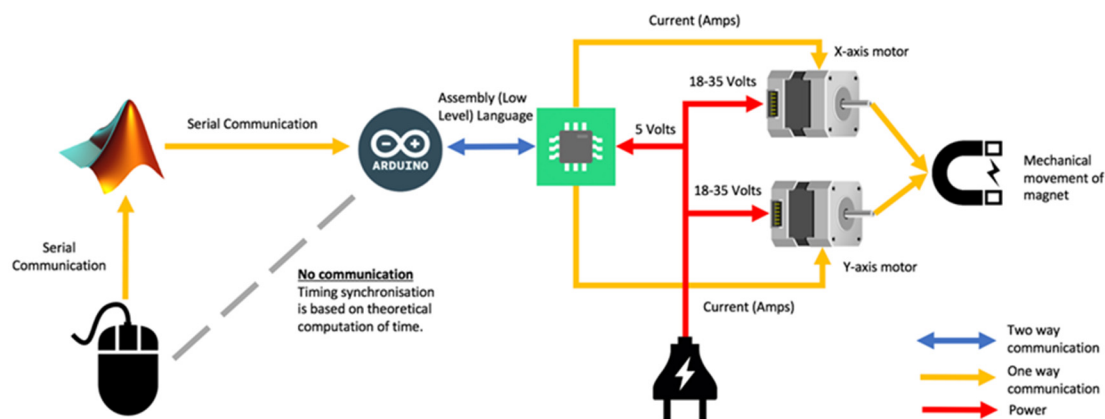 Current (Amps)
X-axis motor
18-35 Volts
Assembly (Low
Level) Language
Serial Communication
5 Volts
ARDUINO
Mechanical
movement of
magnet
18-35 Volts
Serial
Communication
No communication
Timing synchronisation
is based on theoretical
computation of time.
Y-axis motor
Current (Amps)
Two way
communication
One way
communication
Power